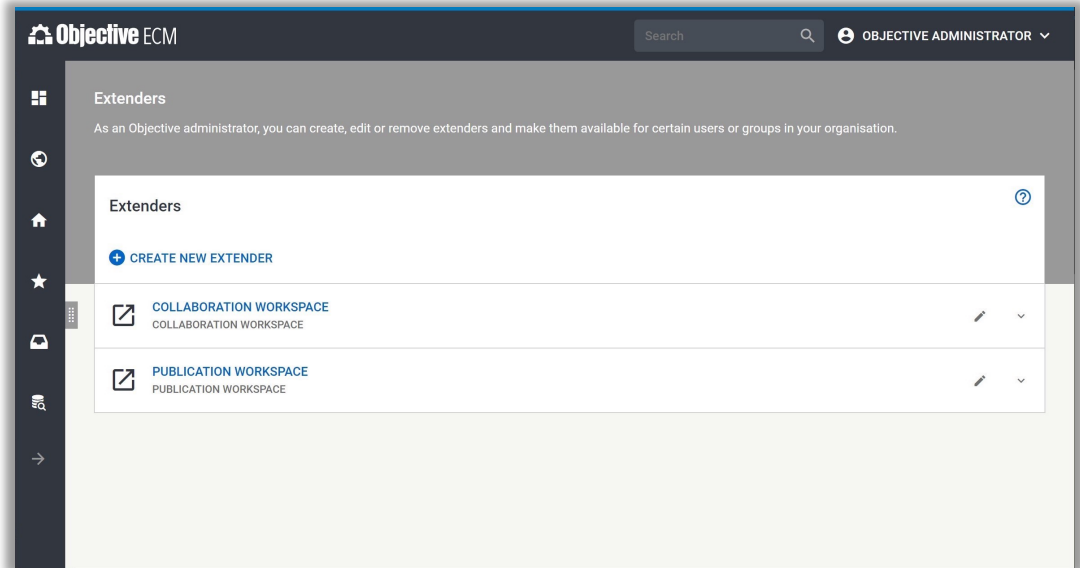 Objective ECM
Search
OBJECTIVE ADMINISTRATOR
Extenders
As an Objective administrator, you can create, edit or remove extenders and make them available for certain users or groups in your organisation.
Extenders
CREATE NEW EXTENDER
COLLABORATION WORKSPACE
COLLABORATION WORKSPACE
PUBLICATION WORKSPACE
PUBLICATION WORKSPACE